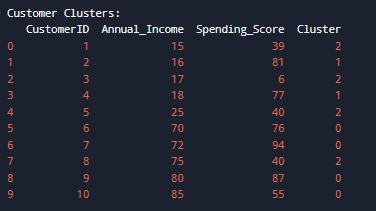 Customer Clusters:
CustomerID Annual_Income Spending_Score Cluster
0 1 15 39 2
1 2 16 81 1
2 3 17 6 2
3 4 18 77 1
4 5 25 40 2
5 6 70 76 0
6 7 72 94 0
7 8 75 40 2
8 9 80 87 0
9 10 85 55 0